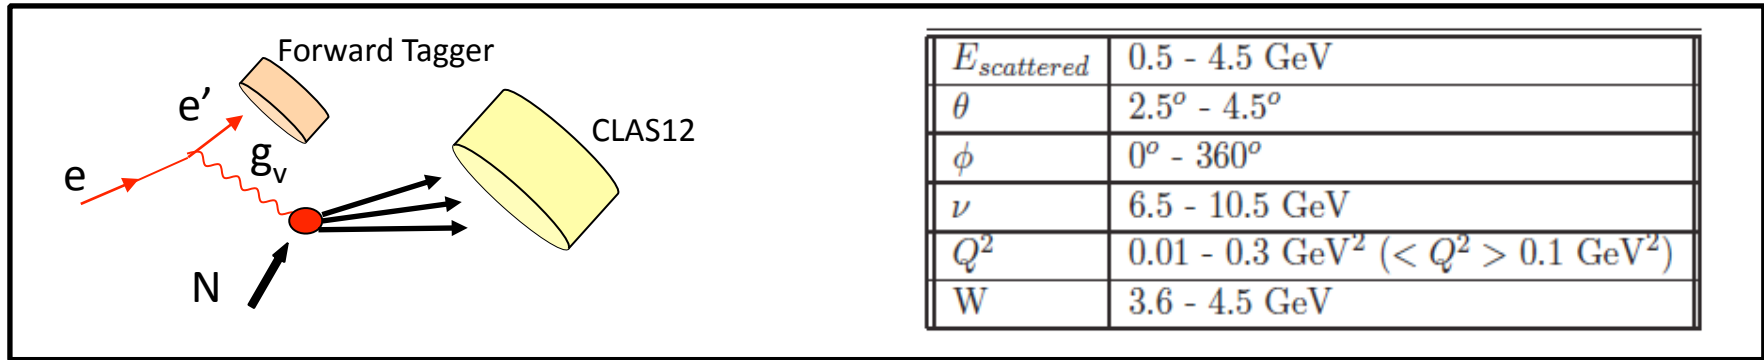 Forward Tagger
e'
CLAS12
g_v
e
N
E_scattered 0.5 - 4.5 GeV
θ 2.5° - 4.5°
ϕ 0° - 360°
ν 6.5 - 10.5 GeV
Q² 0.01 - 0.3 GeV² (< Q² > 0.1 GeV²)
W 3.6 - 4.5 GeV